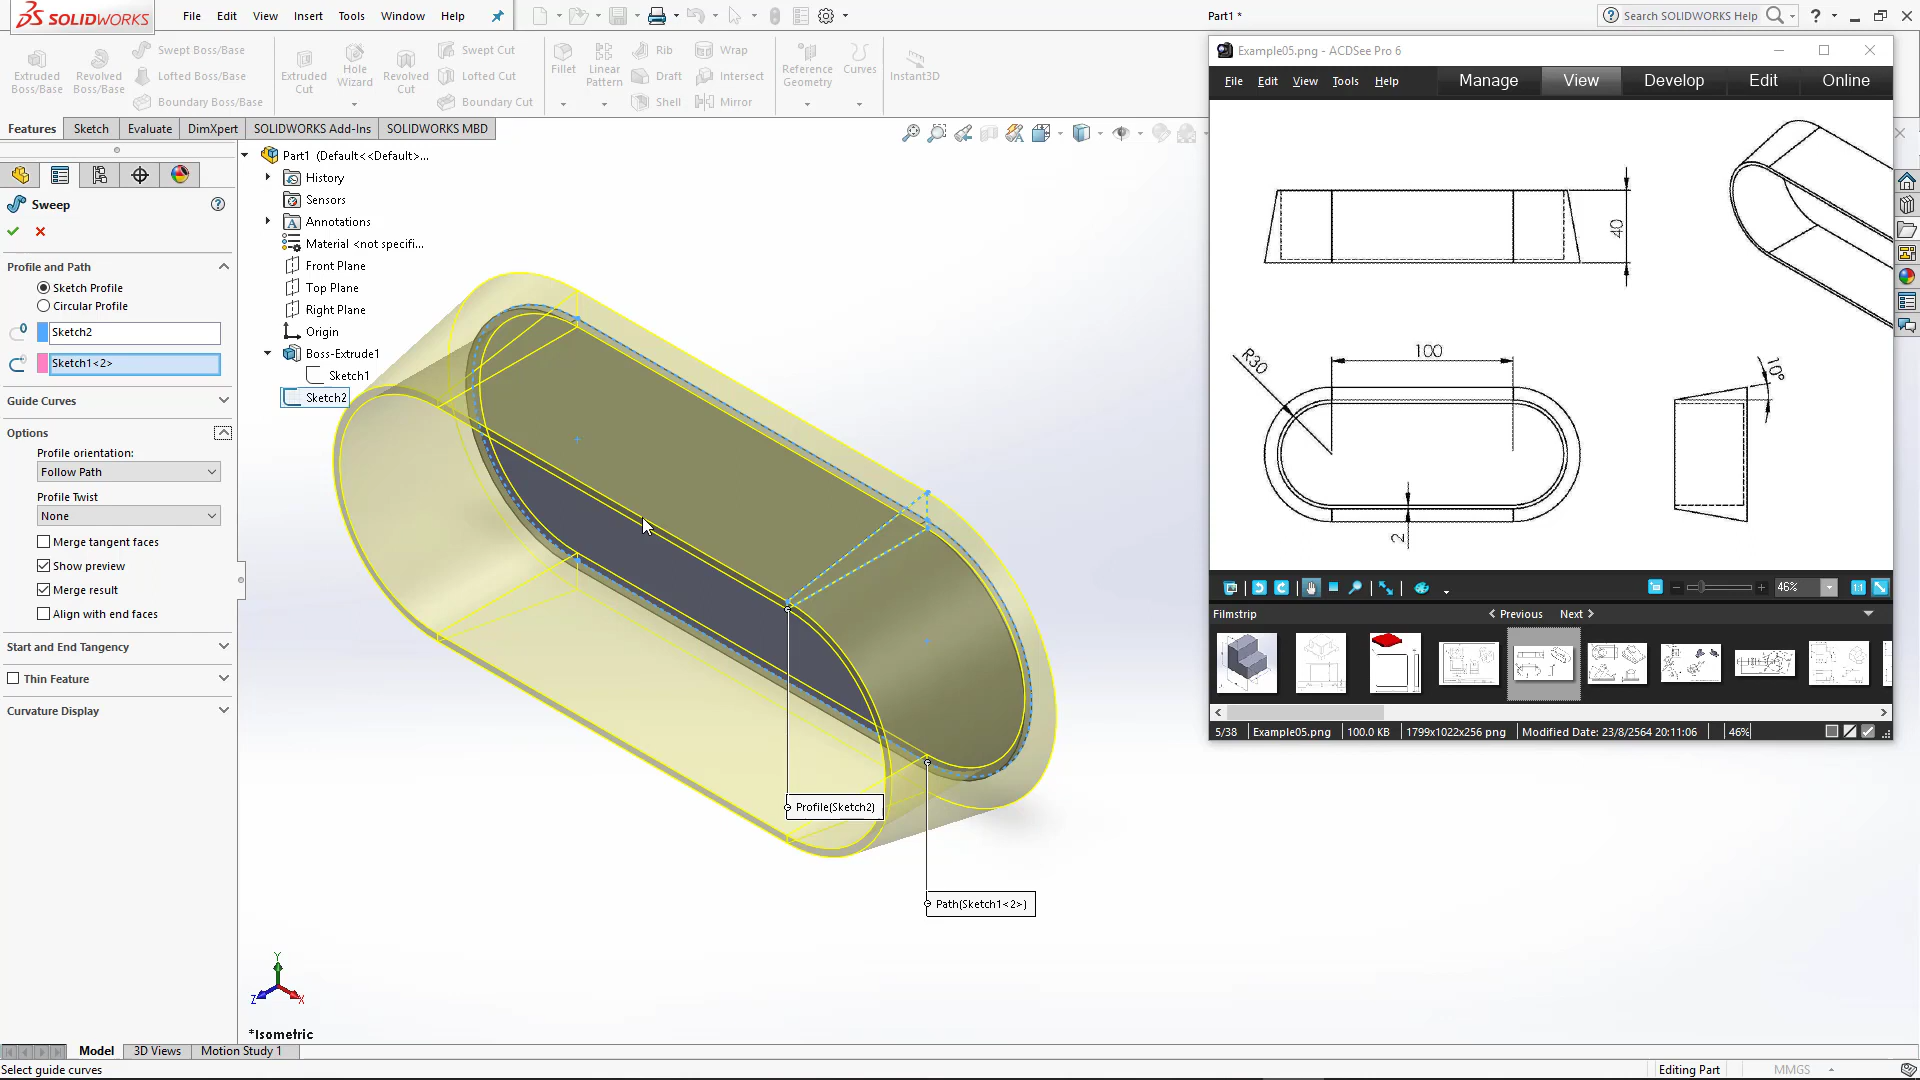 SOLIDWORKS
File Edit View Insert Tools Window Help
Part1 *
Search SOLIDWORKS Help
Extruded Boss/Base
Revolved Boss/Base
Swept Boss/Base
Lofted Boss/Base
Boundary Boss/Base
Extruded Cut
Hole Wizard
Revolved Cut
Swept Cut
Lofted Cut
Boundary Cut
Fillet
Linear Pattern
Rib
Draft
Shell
Wrap
Intersect
Mirror
Reference Geometry
Curves
Instant3D
Features Sketch Evaluate DimXpert SOLIDWORKS Add-Ins SOLIDWORKS MBD
Sweep
Profile and Path
Sketch Profile
Circular Profile
Sketch2
Sketch1<2>
Guide Curves
Options
Profile orientation:
Follow Path
Profile Twist
None
Merge tangent faces
Show preview
Merge result
Align with end faces
Start and End Tangency
Thin Feature
Curvature Display
Part1 (Default<<Default>...
History
Sensors
Annotations
Material <not specifi...
Front Plane
Top Plane
Right Plane
Origin
Boss-Extrude1
Sketch1
Sketch2
Profile(Sketch2)
Path(Sketch1<2>)
Y
Z
X
*Isometric
Example05.png - ACDSee Pro 6
File Edit View Tools Help
Manage View Develop Edit Online
40
100
R30
10°
2
46%
1:1
Filmstrip
Previous Next
5/38 Example05.png 100.0 KB 1799x1022x256 png Modified Date: 23/8/2564 20:11:06 46%
Model 3D Views Motion Study 1
Select guide curves
Editing Part
MMGS